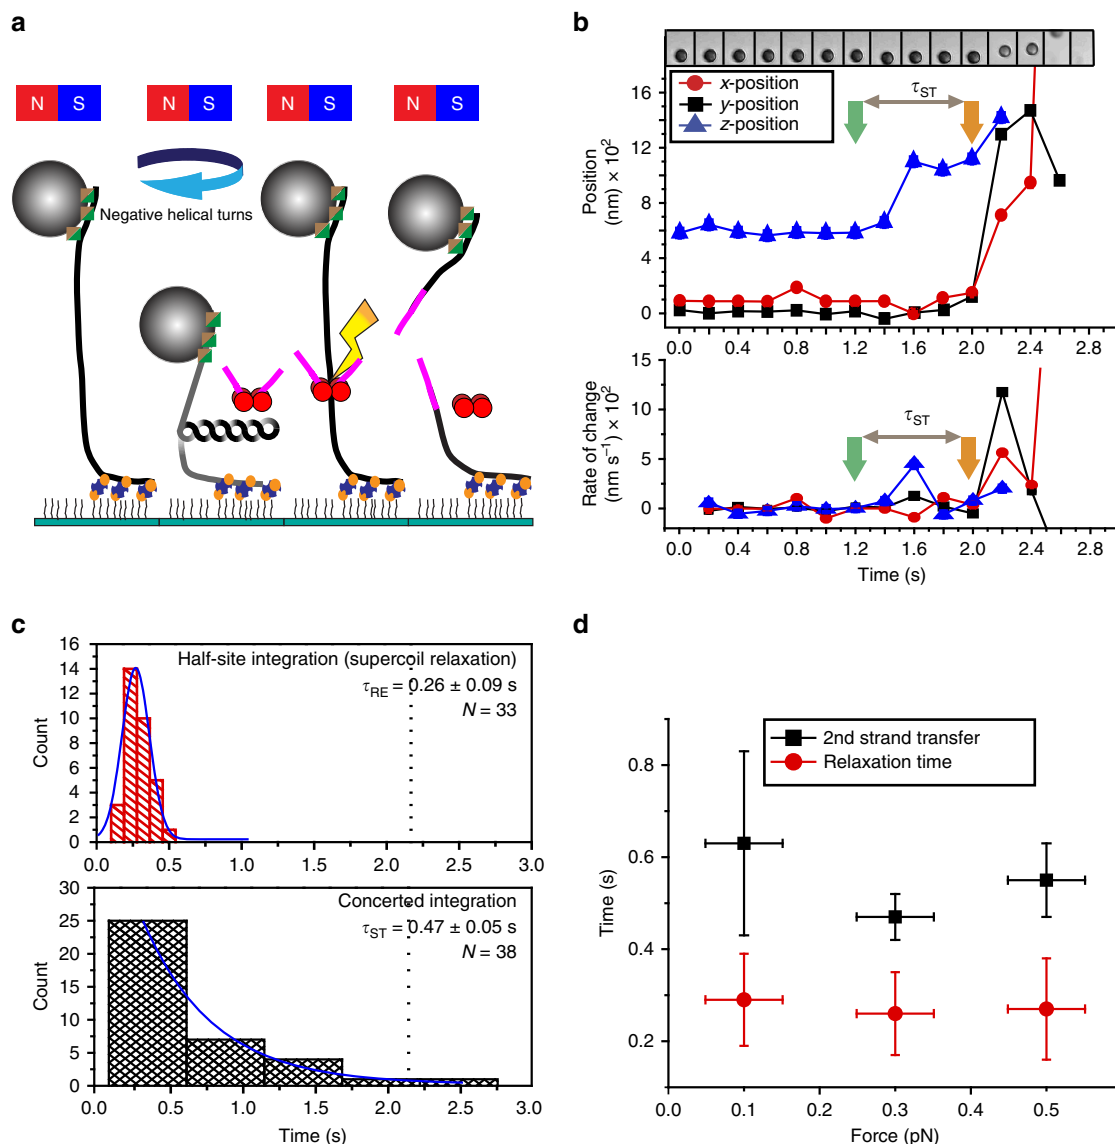 a
N S N S N S N S
Negative helical turns
b
x-position
y-position
z-position
τST
Position
(nm) × 10²
16
12
8
4
0
0.0 0.4 0.8 1.2 1.6 2.0 2.4 2.8
τST
Rate of change
(nm s⁻¹) × 10²
15
10
5
0
0.0 0.4 0.8 1.2 1.6 2.0 2.4 2.8
Time (s)
c
Half-site integration (supercoil relaxation)
τRE = 0.26 ± 0.09 s
N = 33
Count
16
14
12
10
8
6
4
2
0
0.0 0.5 1.0 1.5 2.0 2.5 3.0
Concerted integration
τST = 0.47 ± 0.05 s
N = 38
Count
30
25
20
15
10
5
0
0.0 0.5 1.0 1.5 2.0 2.5 3.0
Time (s)
d
2nd strand transfer
Relaxation time
Time (s)
0.8
0.6
0.4
0.2
0.1 0.2 0.3 0.4 0.5
Force (pN)